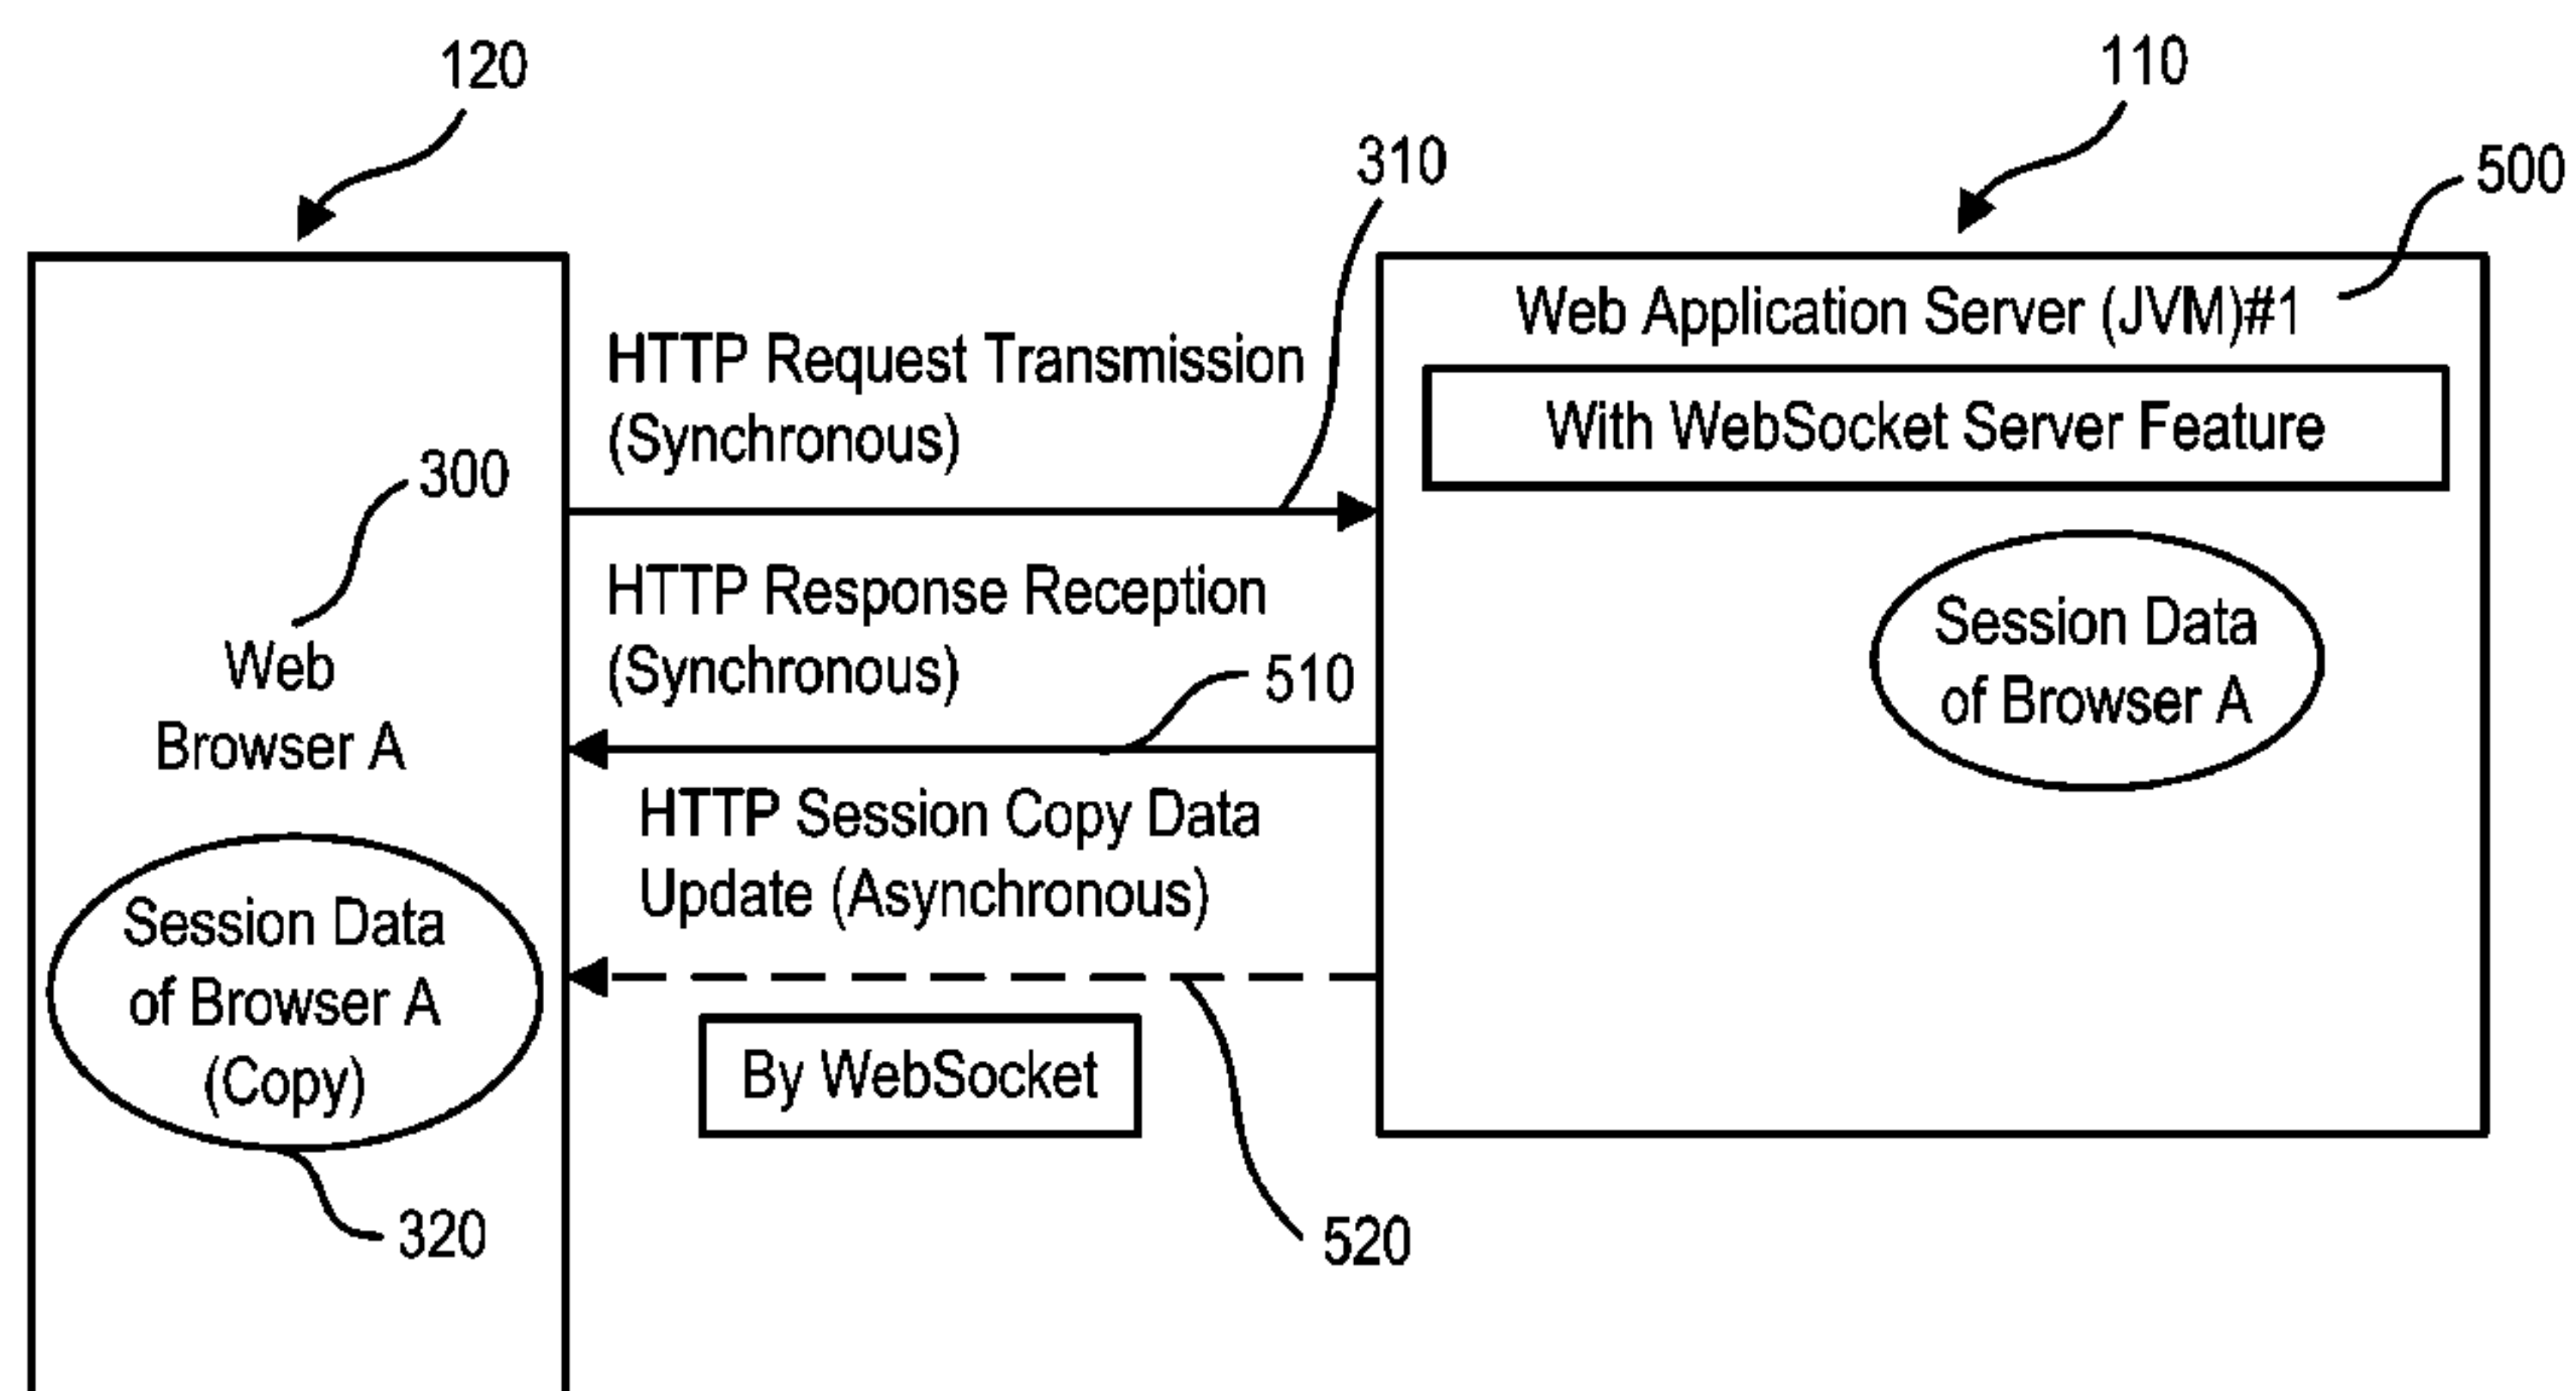 120
110
310
500
Web Application Server (JVM)#1
HTTP Request Transmission
(Synchronous)
With WebSocket Server Feature
300
HTTP Response Reception
(Synchronous)
510
Session Data
of Browser A
Web
Browser A
HTTP Session Copy Data
Update (Asynchronous)
Session Data
of Browser A
(Copy)
By WebSocket
320
520